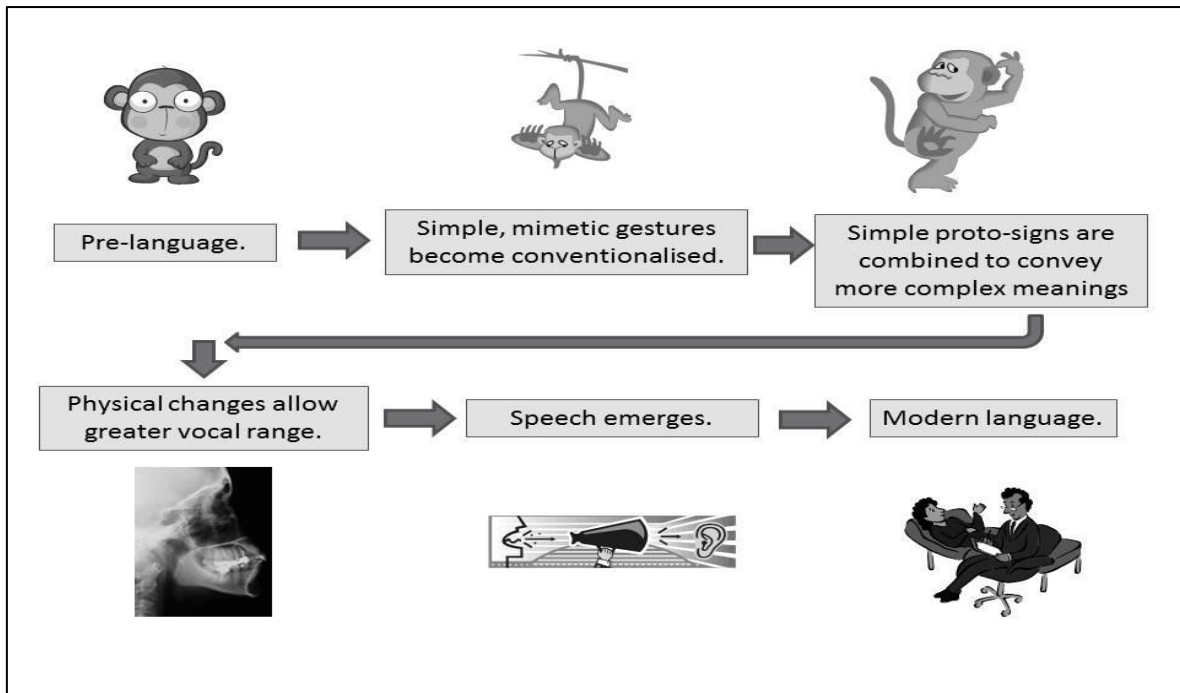 Pre-language.
Simple, mimetic gestures
become conventionalised.
Simple proto-signs are
combined to convey
more complex meanings
Physical changes allow
greater vocal range.
Speech emerges.
Modern language.